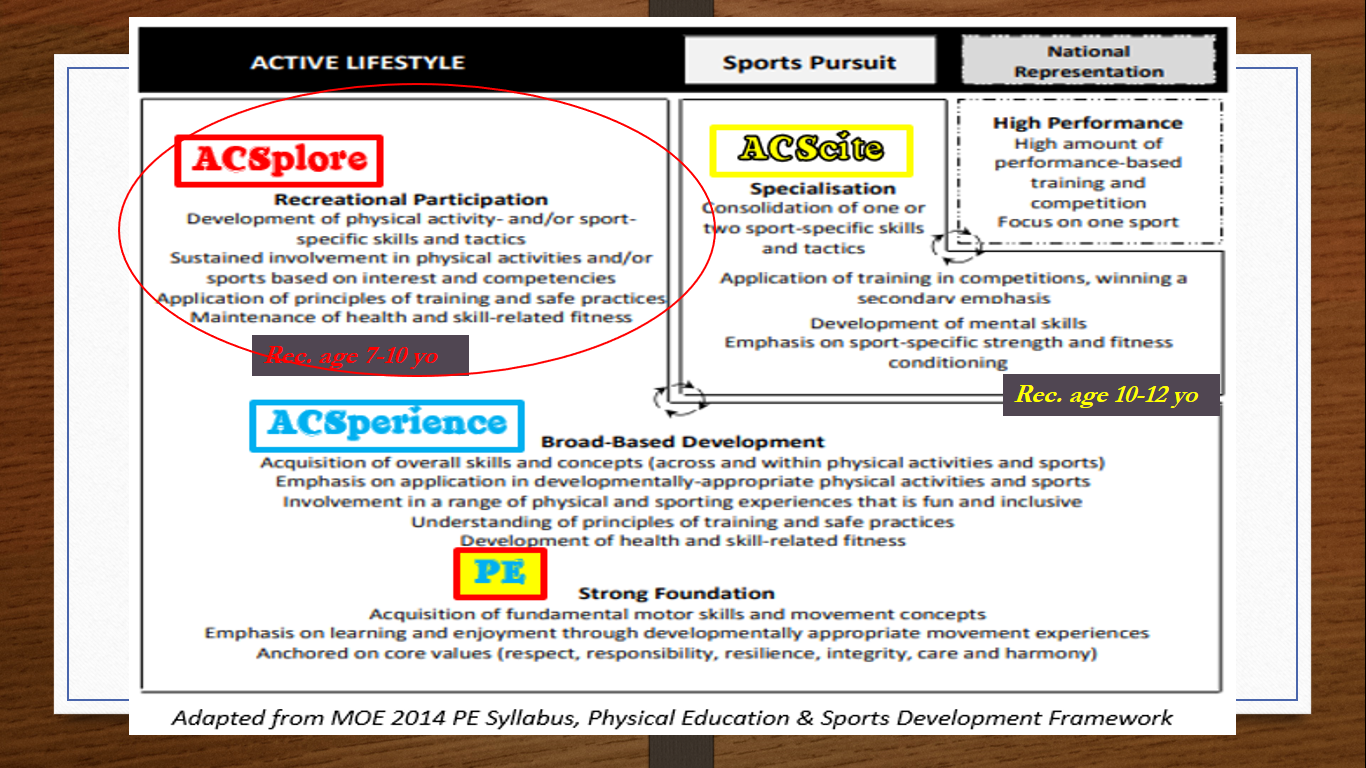 ACTIVE LIFESTYLE
Sports Pursuit
National
Representation
ACSplore
Recreational Participation
Development of physical activity- and/or sport-
specific skills and tactics
Sustained involvement in physical activities and/or
sports based on interest and competencies
Application of principles of training and safe practices
Maintenance of health and skill-related fitness
Rec. age 7-10 yo
ACScite
Specialisation
Consolidation of one or
two sport-specific skills
and tactics
High Performance
High amount of
performance-based
training and
competition
Focus on one sport
Application of training in competitions, winning a
secondary emphasis
Development of mental skills
Emphasis on sport-specific strength and fitness
conditioning
Rec. age 10-12 yo
ACSperience
Broad-Based Development
Acquisition of overall skills and concepts (across and within physical activities and sports)
Emphasis on application in developmentally-appropriate physical activities and sports
Involvement in a range of physical and sporting experiences that is fun and inclusive
Understanding of principles of training and safe practices
Development of health and skill-related fitness
PE
Strong Foundation
Acquisition of fundamental motor skills and movement concepts
Emphasis on learning and enjoyment through developmentally appropriate movement experiences
Anchored on core values (respect, responsibility, resilience, integrity, care and harmony)
Adapted from MOE 2014 PE Syllabus, Physical Education & Sports Development Framework